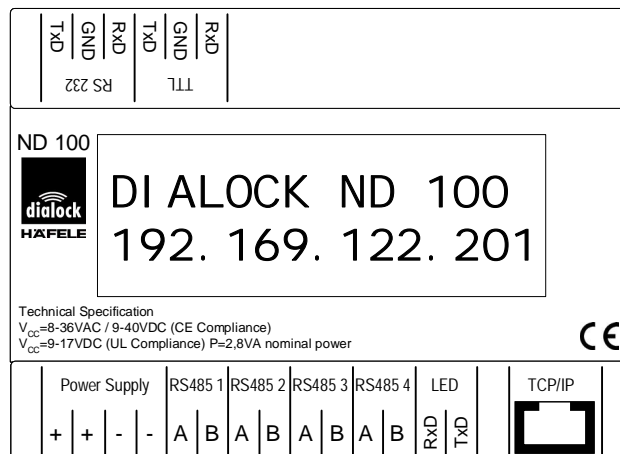 TxD GND RxD TxD GND RxD
RS 232 TTL
ND 100
dialock
HÄFELE
DIALOCK ND 100
192.169.122.201
Technical Specification
Vcc=8-36VAC / 9-40VDC (CE Compliance)
Vcc=9-17VDC (UL Compliance) P=2,8VA nominal power
CE
Power Supply RS485 1 RS485 2 RS485 3 RS485 4 LED TCP/IP
+ + - - A B A B A B A B RxD TxD